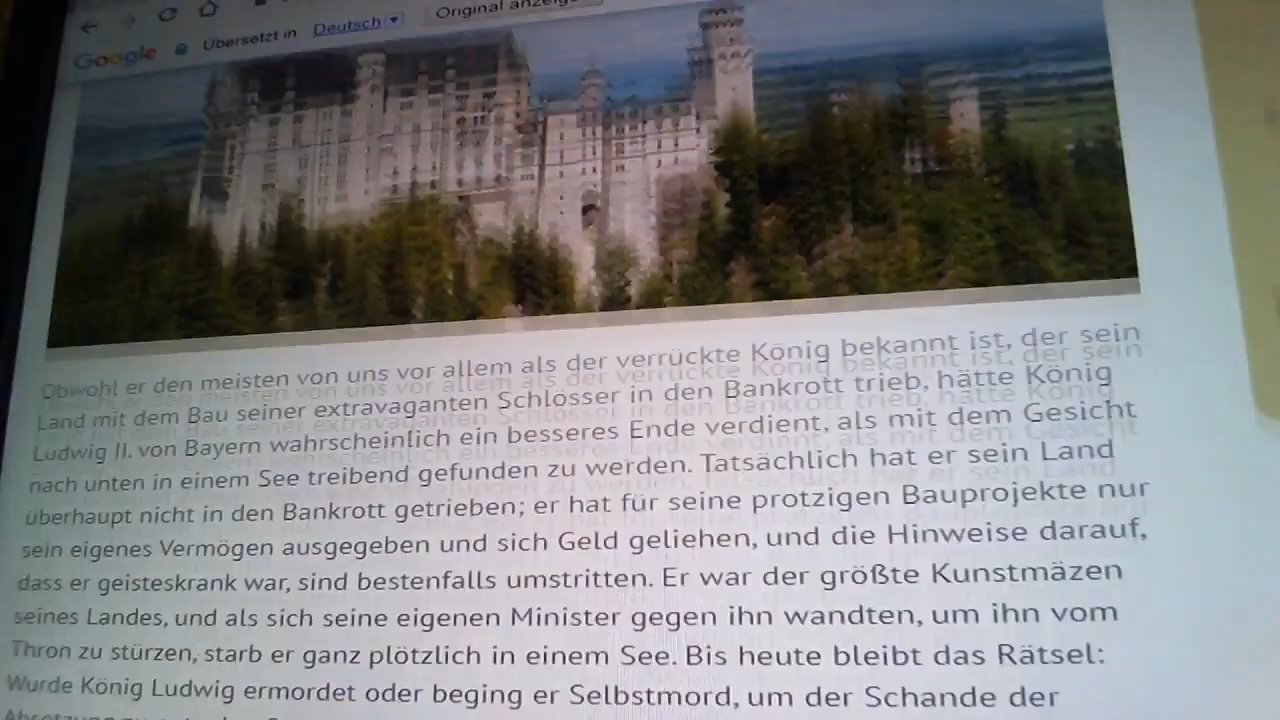 Google Übersetzt in Deutsch
Original
Obwohl er den meisten von uns vor allem als der verrückte König bekannt ist, der sein
Land mit dem Bau seiner extravaganten Schlösser in den Bankrott trieb, hätte König
Ludwig II. von Bayern wahrscheinlich ein besseres Ende verdient, als mit dem Gesicht
nach unten in einem See treibend gefunden zu werden. Tatsächlich hat er sein Land
überhaupt nicht in den Bankrott getrieben; er hat für seine protzigen Bauprojekte nur
sein eigenes Vermögen ausgegeben und sich Geld geliehen, und die Hinweise darauf,
dass er geisteskrank war, sind bestenfalls umstritten. Er war der größte Kunstmäzen
seines Landes, und als sich seine eigenen Minister gegen ihn wandten, um ihn vom
Thron zu stürzen, starb er ganz plötzlich in einem See. Bis heute bleibt das Rätsel:
Wurde König Ludwig ermordet oder beging er Selbstmord, um der Schande der